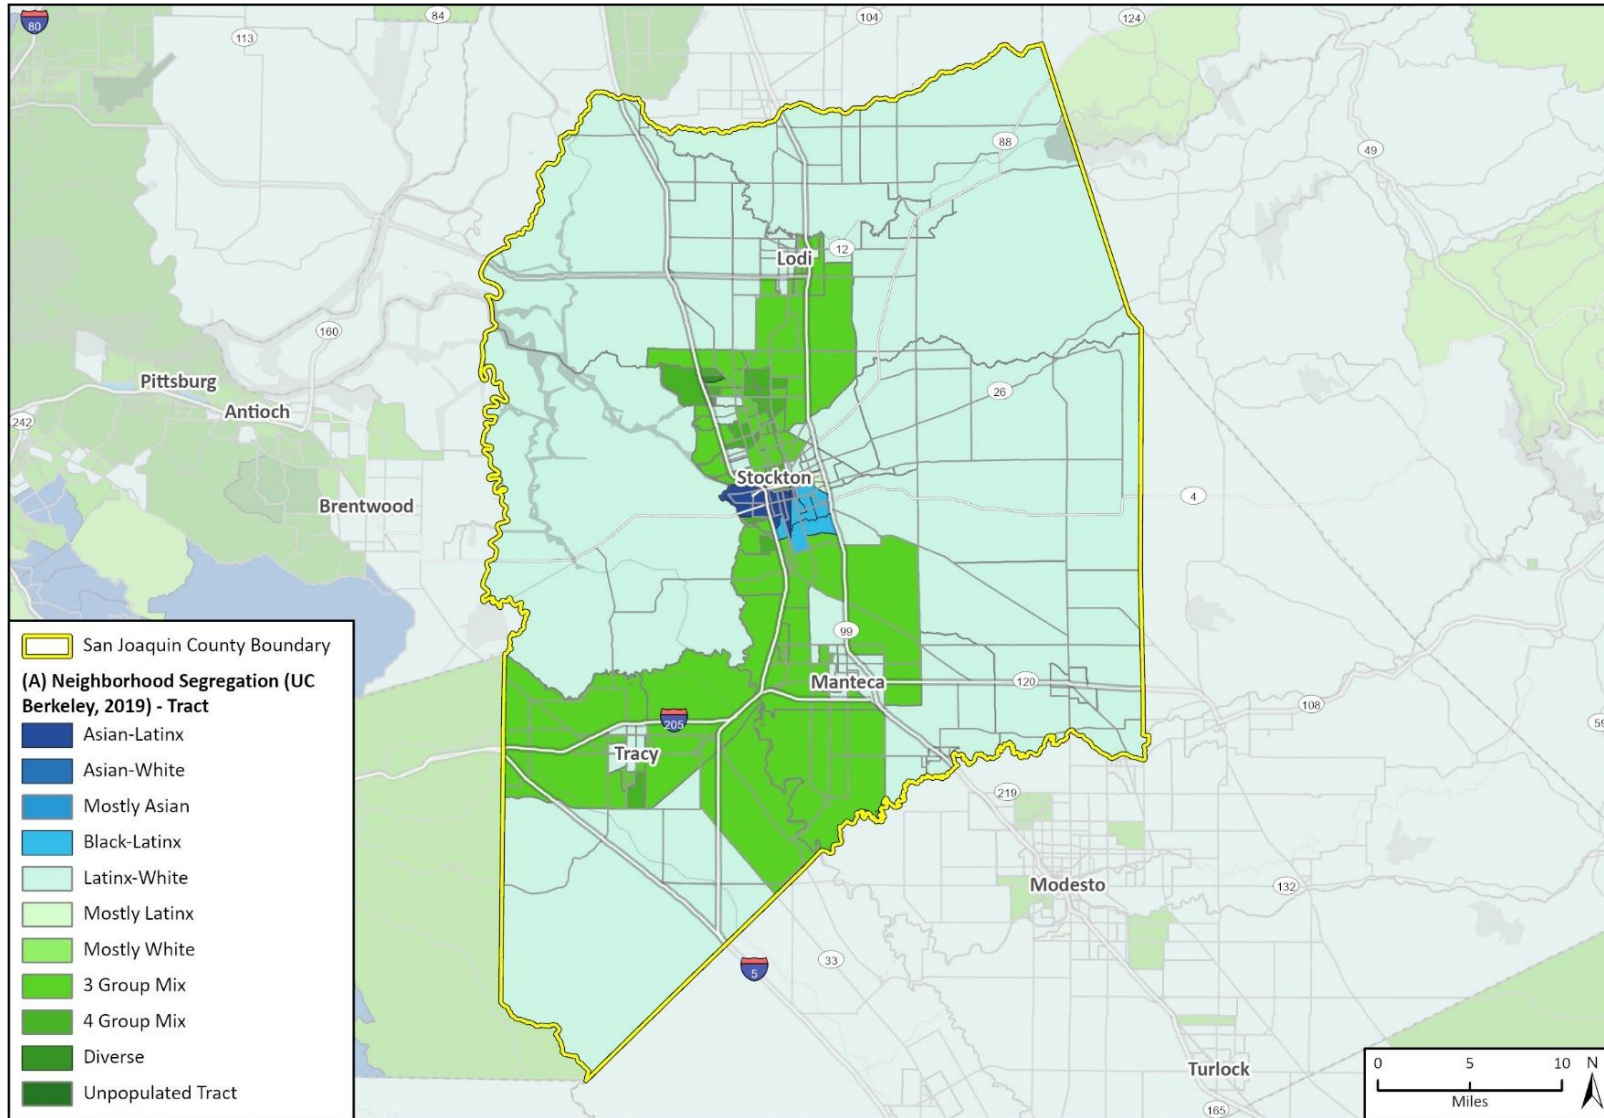 80
84
104
124
113
88
49
Lodi
12
160
Pittsburg
Antioch
242
26
Stockton
4
Brentwood
99
Manteca
120
108
59
205
Tracy
219
Modesto
132
33
5
Turlock
165
San Joaquin County Boundary
(A) Neighborhood Segregation (UC
Berkeley, 2019) - Tract
Asian-Latinx
Asian-White
Mostly Asian
Black-Latinx
Latinx-White
Mostly Latinx
Mostly White
3 Group Mix
4 Group Mix
Diverse
Unpopulated Tract
0 5 10
Miles
N